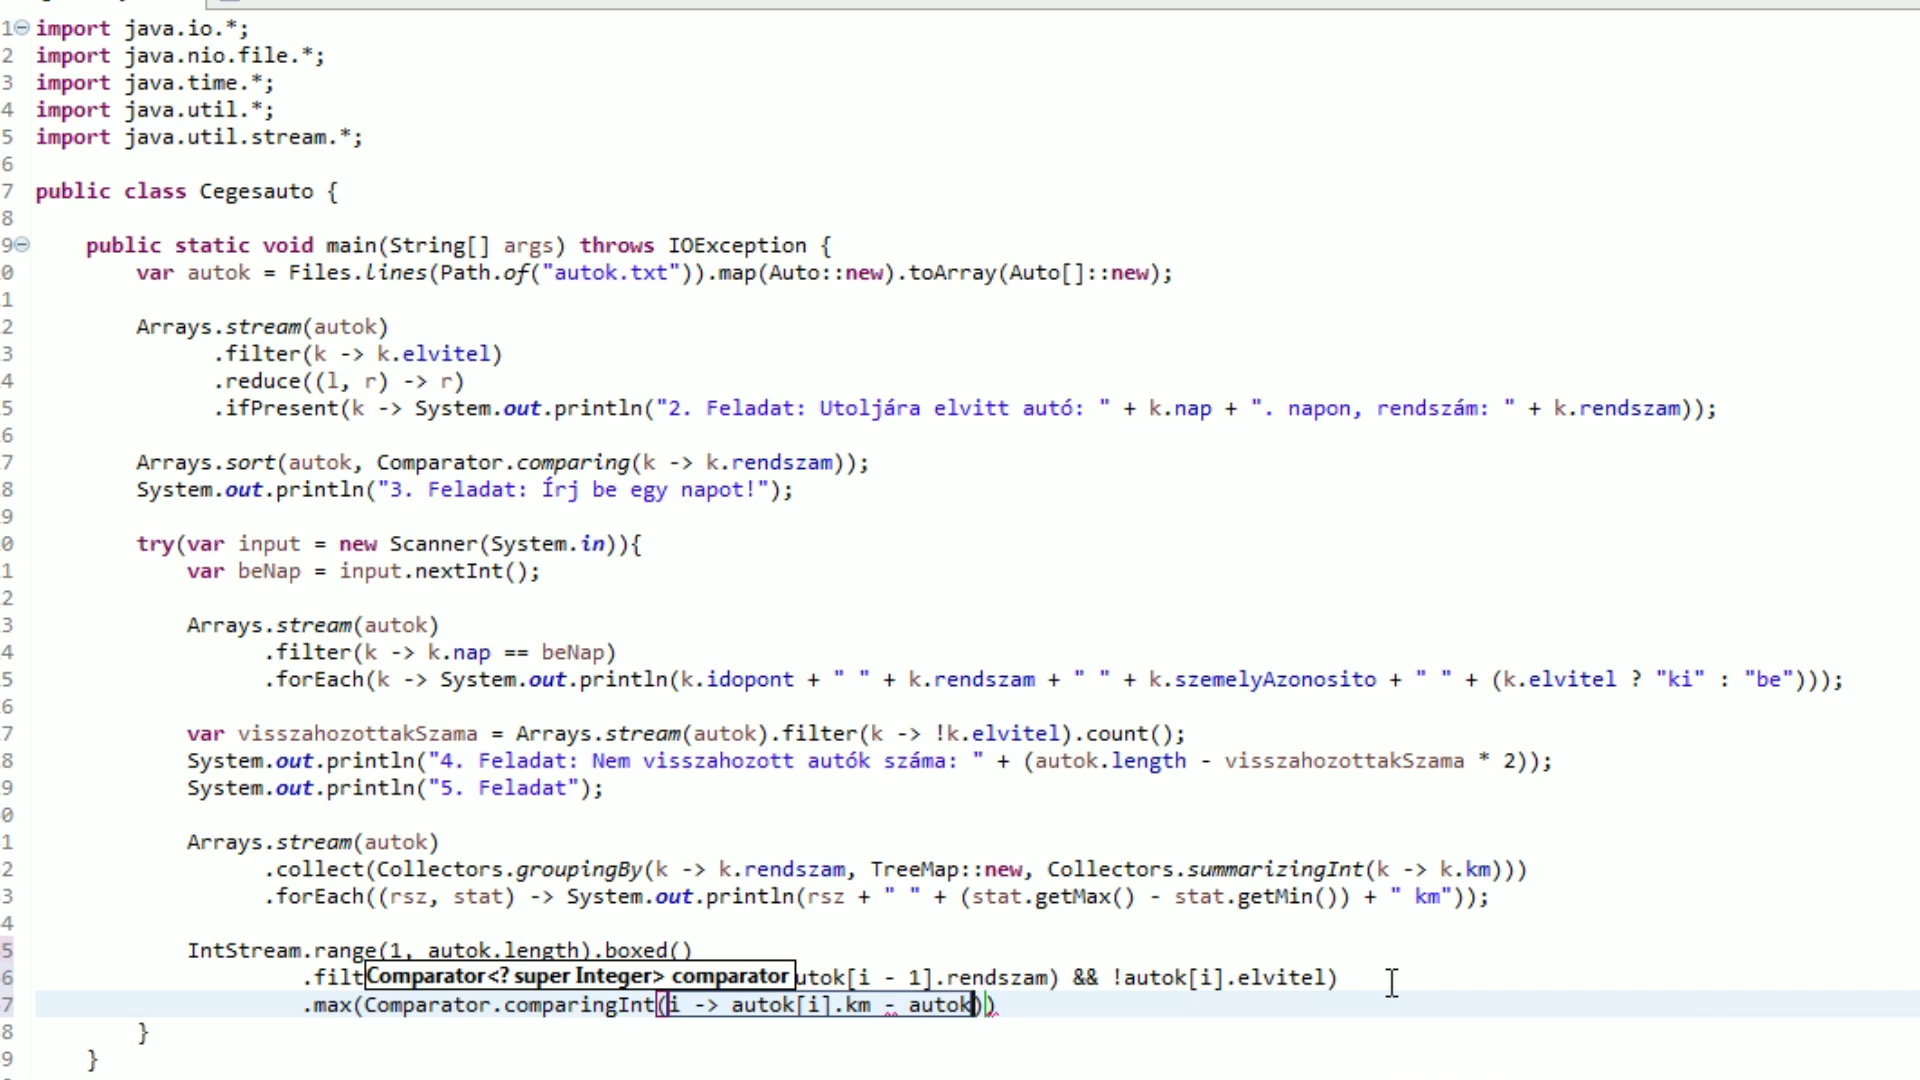 1 import java.io.*;
2 import java.nio.file.*;
3 import java.time.*;
4 import java.util.*;
5 import java.util.stream.*;
6
7 public class Cegesauto {
8
9 public static void main(String[] args) throws IOException {
0 var autok = Files.lines(Path.of("autok.txt")).map(Auto::new).toArray(Auto[]::new);
1
2 Arrays.stream(autok)
3 .filter(k -> k.elvitel)
4 .reduce((l, r) -> r)
5 .ifPresent(k -> System.out.println("2. Feladat: Utoljára elvitt autó: " + k.nap + ". napon, rendszám: " + k.rendszam));
6
7 Arrays.sort(autok, Comparator.comparing(k -> k.rendszam));
8 System.out.println("3. Feladat: Írj be egy napot!");
9
0 try(var input = new Scanner(System.in)){
1 var beNap = input.nextInt();
2
3 Arrays.stream(autok)
4 .filter(k -> k.nap == beNap)
5 .forEach(k -> System.out.println(k.idopont + " " + k.rendszam + " " + k.szemelyAzonosito + " " + (k.elvitel ? "ki" : "be")));
6
7 var visszahozottakSzama = Arrays.stream(autok).filter(k -> !k.elvitel).count();
8 System.out.println("4. Feladat: Nem visszahozott autók száma: " + (autok.length - visszahozottakSzama * 2));
9 System.out.println("5. Feladat");
0
1 Arrays.stream(autok)
2 .collect(Collectors.groupingBy(k -> k.rendszam, TreeMap::new, Collectors.summarizingInt(k -> k.km)))
3 .forEach((rsz, stat) -> System.out.println(rsz + " " + (stat.getMax() - stat.getMin()) + " km"));
4
5 IntStream.range(1, autok.length).boxed()
6 .filt Comparator<? super Integer> comparator utok[i - 1].rendszam) && !autok[i].elvitel)
7 .max(Comparator.comparingInt(i -> autok[i].km - autok))
8 }
9 }